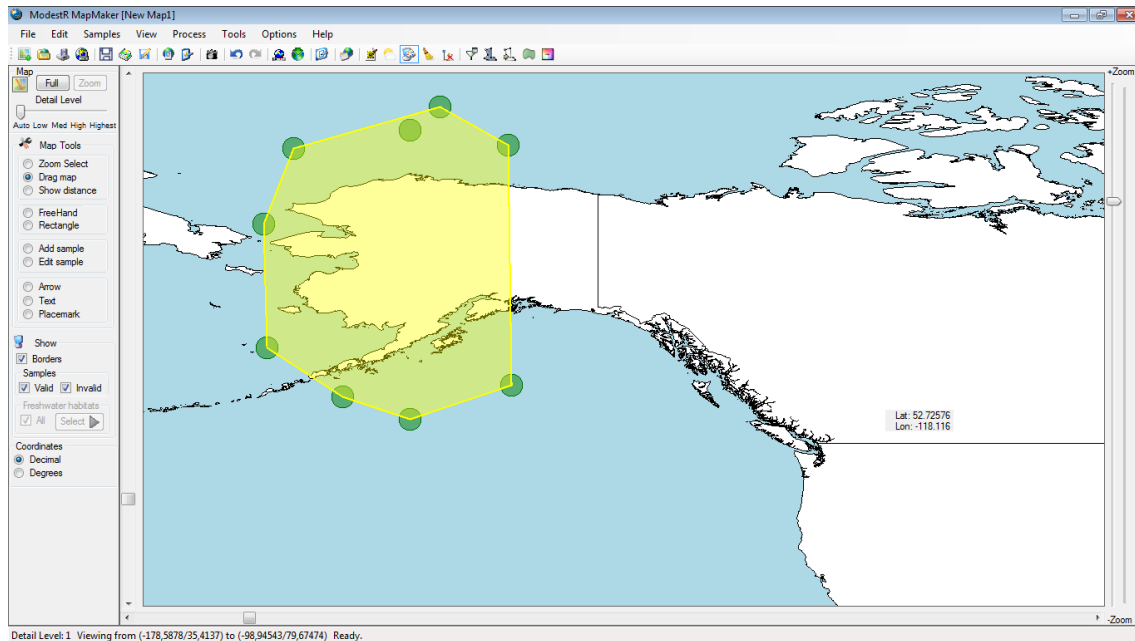 ModestR MapMaker [New Map1]
File Edit Samples View Process Tools Options Help
Map
Full Zoom
Detail Level
Auto Low Med High Highest
Map Tools
Zoom Select
Drag map
Show distance
FreeHand
Rectangle
Add sample
Edit sample
Arrow
Text
Placemark
Show
Borders
Samples
Valid Invalid
Freshwater habitats
All Select
Coordinates
Decimal
Degrees
+Zoom
Lat: 52.72576
Lon: -118.116
-Zoom
Detail Level: 1 Viewing from (-178,5878/35,4137) to (-98,94543/79,67474) Ready.